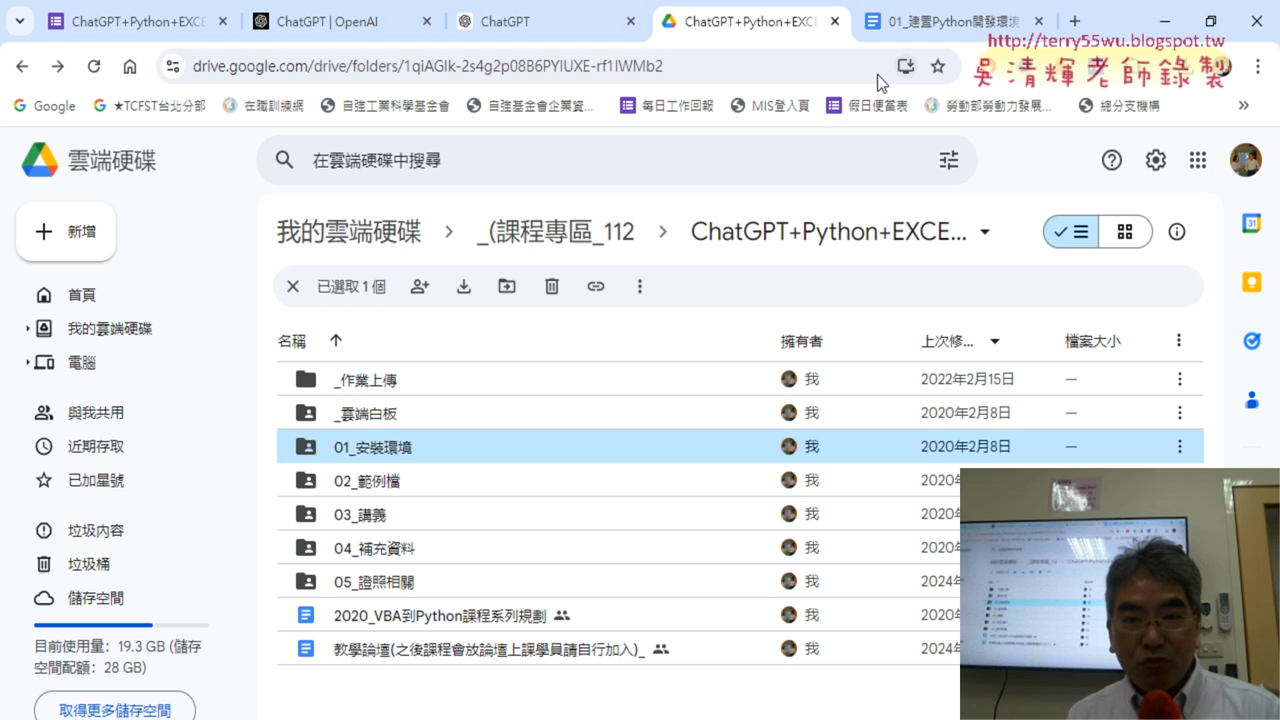 ChatGPT+Python+EXCE
ChatGPT | OpenAI
ChatGPT
ChatGPT+Python+EXCE
01_建置Python開發環境
http://terry55wu.blogspot.tw
吳清輝老師錄製
drive.google.com/drive/folders/1qiAGIk-2s4g2p08B6PYIUXE-rf1IWMb2
Google
★TCFST台北分部
在職訓練網
自強工業科學基金會
自強基金會企業資...
每日工作回報
MIS登入頁
假日便當表
勞動部勞動力發展...
總分支機構
雲端硬碟
在雲端硬碟中搜尋
新增
我的雲端硬碟 > _(課程專區_112 > ChatGPT+Python+EXCE...
已選取 1 個
首頁
我的雲端硬碟
電腦
與我共用
近期存取
已加星號
垃圾內容
垃圾桶
儲存空間
目前使用量：19.3 GB (儲存
空間配額：28 GB)
取得更多儲存空間
名稱 擁有者 上次修... 檔案大小
_作業上傳 我 2022年2月15日 —
_雲端白板 我 2020年2月8日 —
01_安裝環境 我 2020年2月8日 —
02_範例檔 我 2020
03_講義 我 2020
04_補充資料 我 2020
05_證照相關 我 2024
2020_VBA到Python課程系列規劃 我 2020
教學論壇(之後課程會放論壇上課學員請自行加入)_ 我 2024